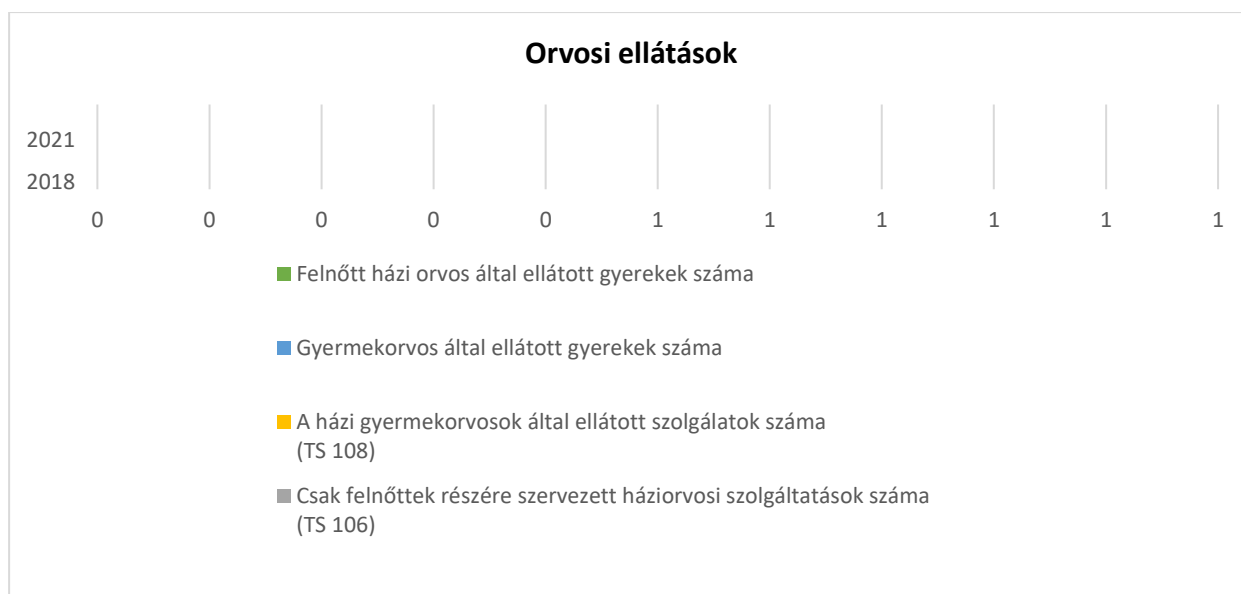 Orvosi ellátások
2021
2018
0 0 0 0 0 1 1 1 1 1 1
Felnőtt házi orvos által ellátott gyerekek száma
Gyermekorvos által ellátott gyerekek száma
A házi gyermekorvosok által ellátott szolgálatok száma
(TS 108)
Csak felnőttek részére szervezett háziorvosi szolgáltatások száma
(TS 106)